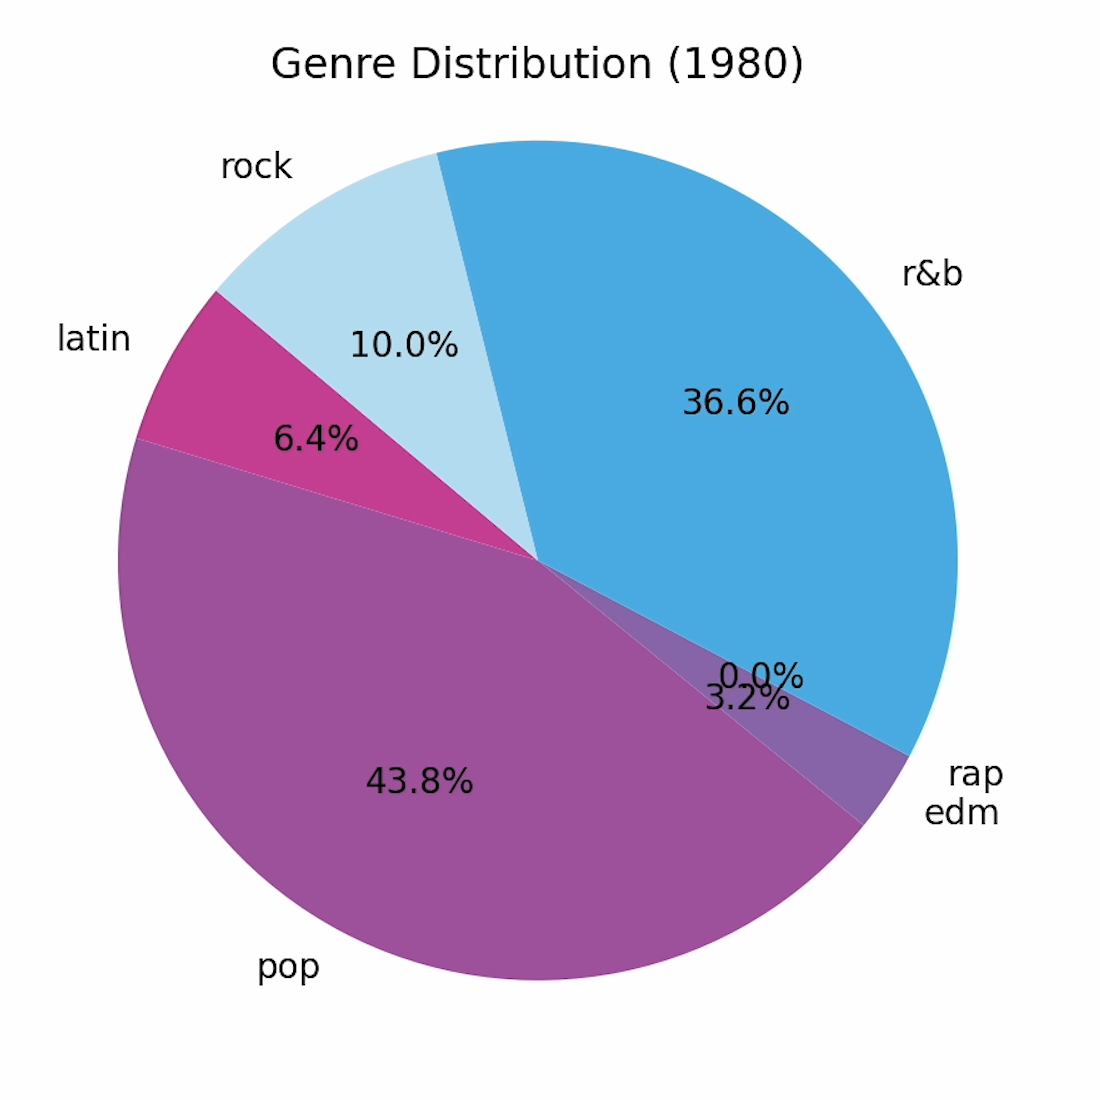 Genre Distribution (1980)
rock
r&b
latin
10.0%
36.6%
6.4%
0.0%
3.2%
rap
edm
43.8%
pop